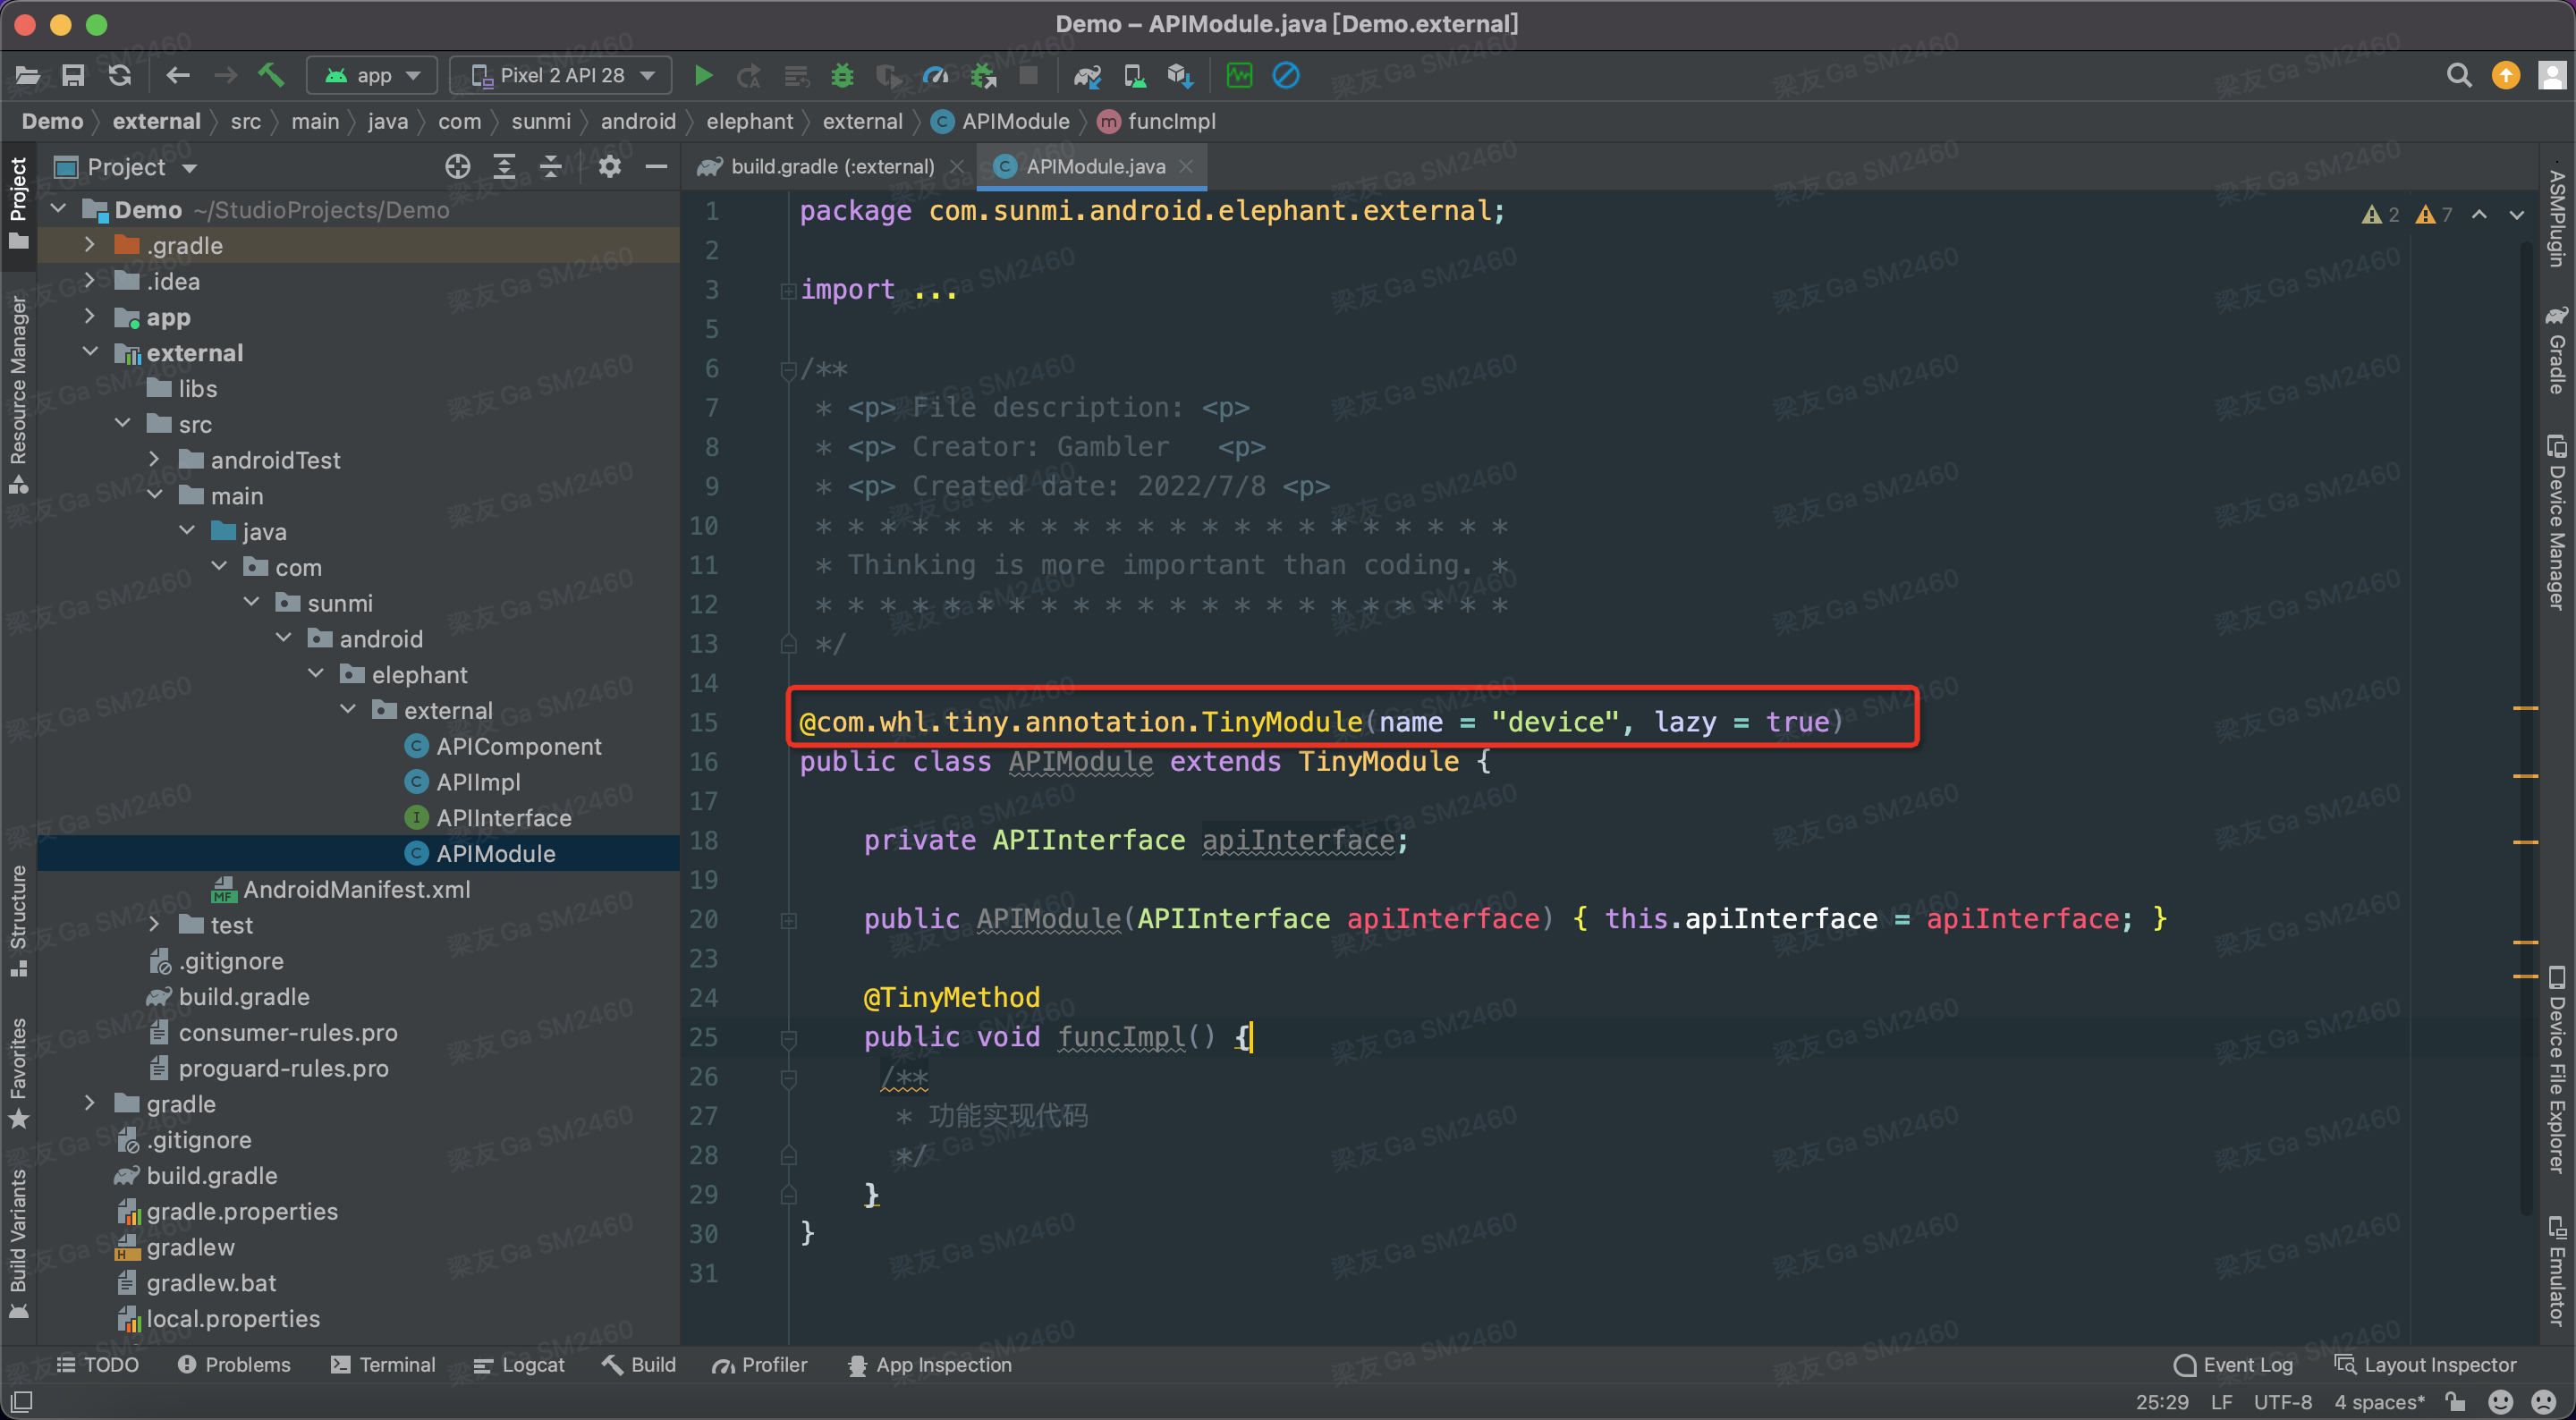 Demo – APIModule.java [Demo.external]
app
Pixel 2 API 28
Demo
external
src
main
java
com
sunmi
android
elephant
external
APIModule
funcImpl
Project
build.gradle (:external)
APIModule.java
Project
Resource Manager
Structure
Favorites
Build Variants
Demo ~/StudioProjects/Demo
.gradle
.idea
app
external
libs
src
androidTest
main
java
com
sunmi
android
elephant
external
APIComponent
APIImpl
APIInterface
APIModule
AndroidManifest.xml
test
.gitignore
build.gradle
consumer-rules.pro
proguard-rules.pro
gradle
.gitignore
build.gradle
gradle.properties
gradlew
gradlew.bat
local.properties
2 7
1 package com.sunmi.android.elephant.external;
2
3 import ...
5
6 /**
7 * <p> File description: <p>
8 * <p> Creator: Gambler <p>
9 * <p> Created date: 2022/7/8 <p>
10 * * * * * * * * * * * * * * * * * * * * * *
11 * Thinking is more important than coding. *
12 * * * * * * * * * * * * * * * * * * * * * *
13 */
14
15 @com.whl.tiny.annotation.TinyModule(name = "device", lazy = true)
16 public class APIModule extends TinyModule {
17
18 private APIInterface apiInterface;
19
20 public APIModule(APIInterface apiInterface) { this.apiInterface = apiInterface; }
23
24 @TinyMethod
25 public void funcImpl() {
26 /**
27 * 功能实现代码
28 */
29 }
30 }
31
ASMPlugin
Gradle
Device Manager
Device File Explorer
Emulator
TODO
Problems
Terminal
Logcat
Build
Profiler
App Inspection
Event Log
Layout Inspector
25:29 LF UTF-8 4 spaces*
梁友 Ga SM2460